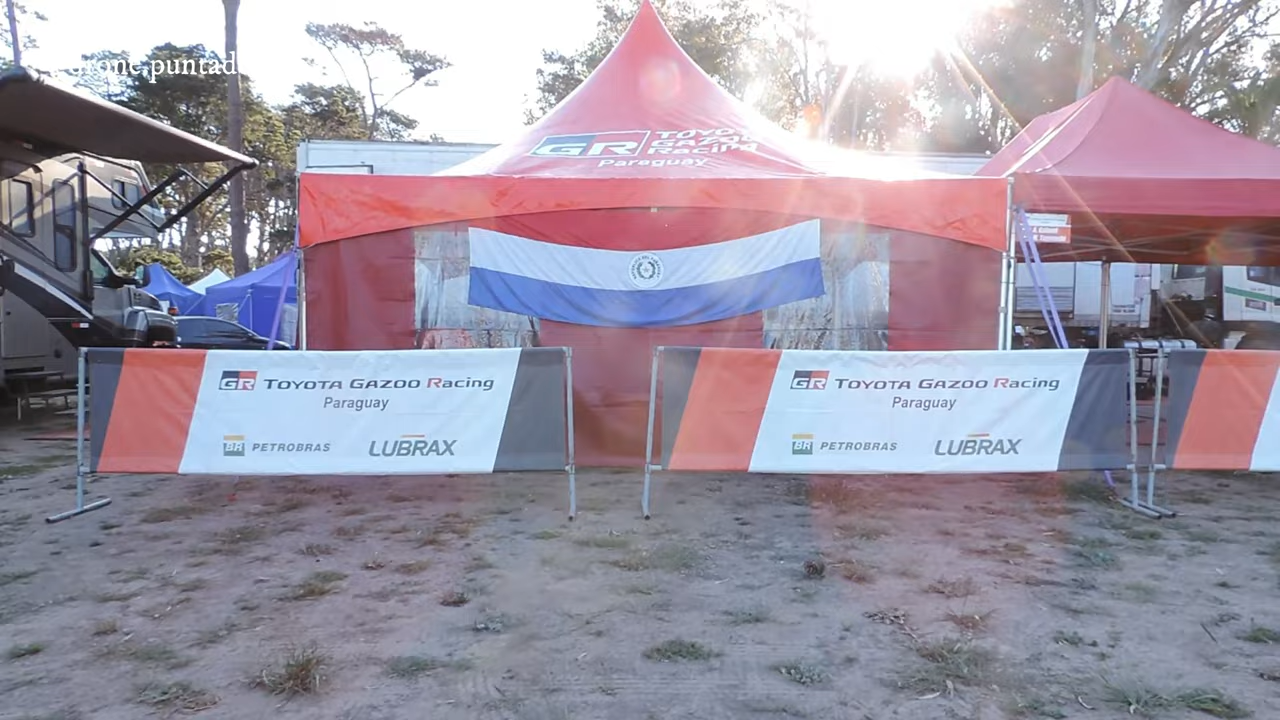 drone.puntad
GR TOYOTA GAZOO Racing
Paraguay
GR TOYOTA GAZOO Racing
Paraguay
BR PETROBRAS LUBRAX
GR TOYOTA GAZOO Racing
Paraguay
BR PETROBRAS LUBRAX